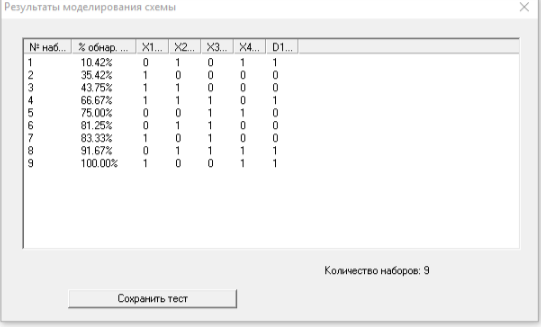 Результаты моделирования схемы
№ наб... % обнар. ... X1... X2... X3... X4... D1...
1 10.42% 0 1 0 1 1
2 35.42% 1 0 0 0 0
3 43.75% 1 1 0 0 0
4 66.67% 1 1 1 0 1
5 75.00% 0 0 1 1 0
6 81.25% 0 1 1 0 0
7 83.33% 1 0 1 0 0
8 91.67% 0 1 1 1 1
9 100.00% 1 0 0 1 1
Количество наборов: 9
Сохранить тест